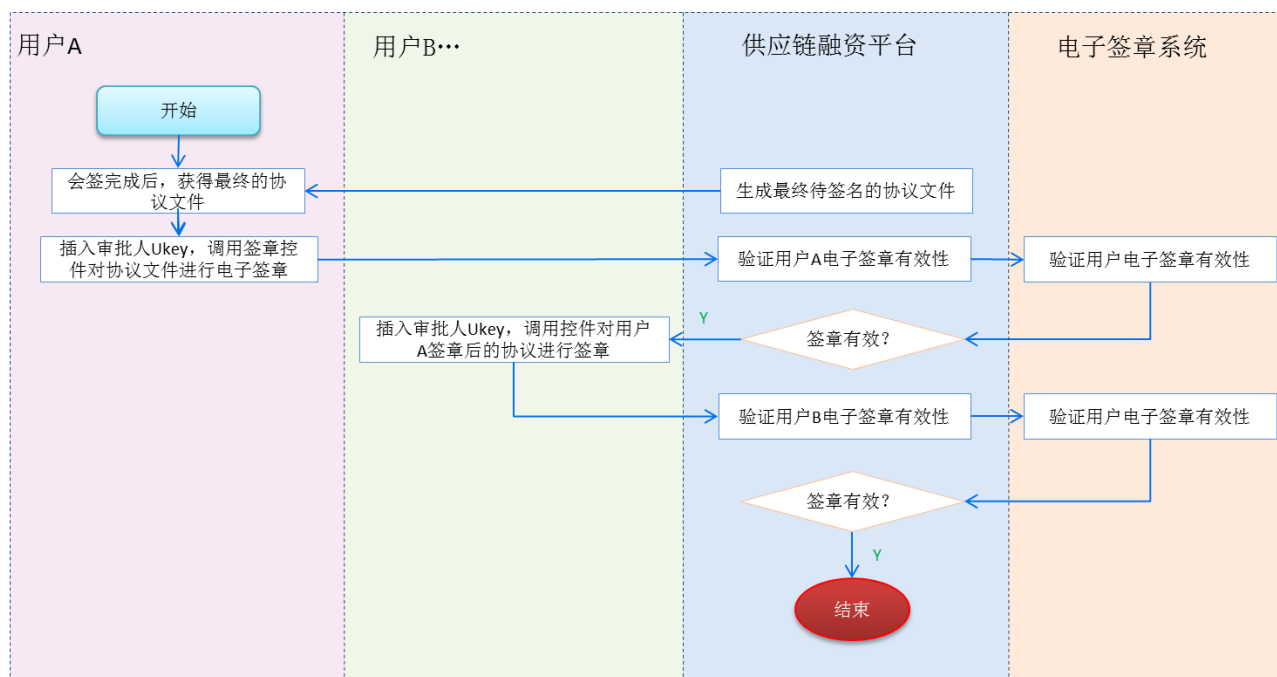 用户A
用户B…
供应链融资平台
电子签章系统
开始
会签完成后，获得最终的协
议文件
生成最终待签名的协议文件
插入审批人Ukey，调用签章控
件对协议文件进行电子签章
验证用户A电子签章有效性
验证用户电子签章有效性
插入审批人Ukey，调用控件对用户
A签章后的协议进行签章
Y
签章有效？
验证用户B电子签章有效性
验证用户电子签章有效性
签章有效？
Y
结束